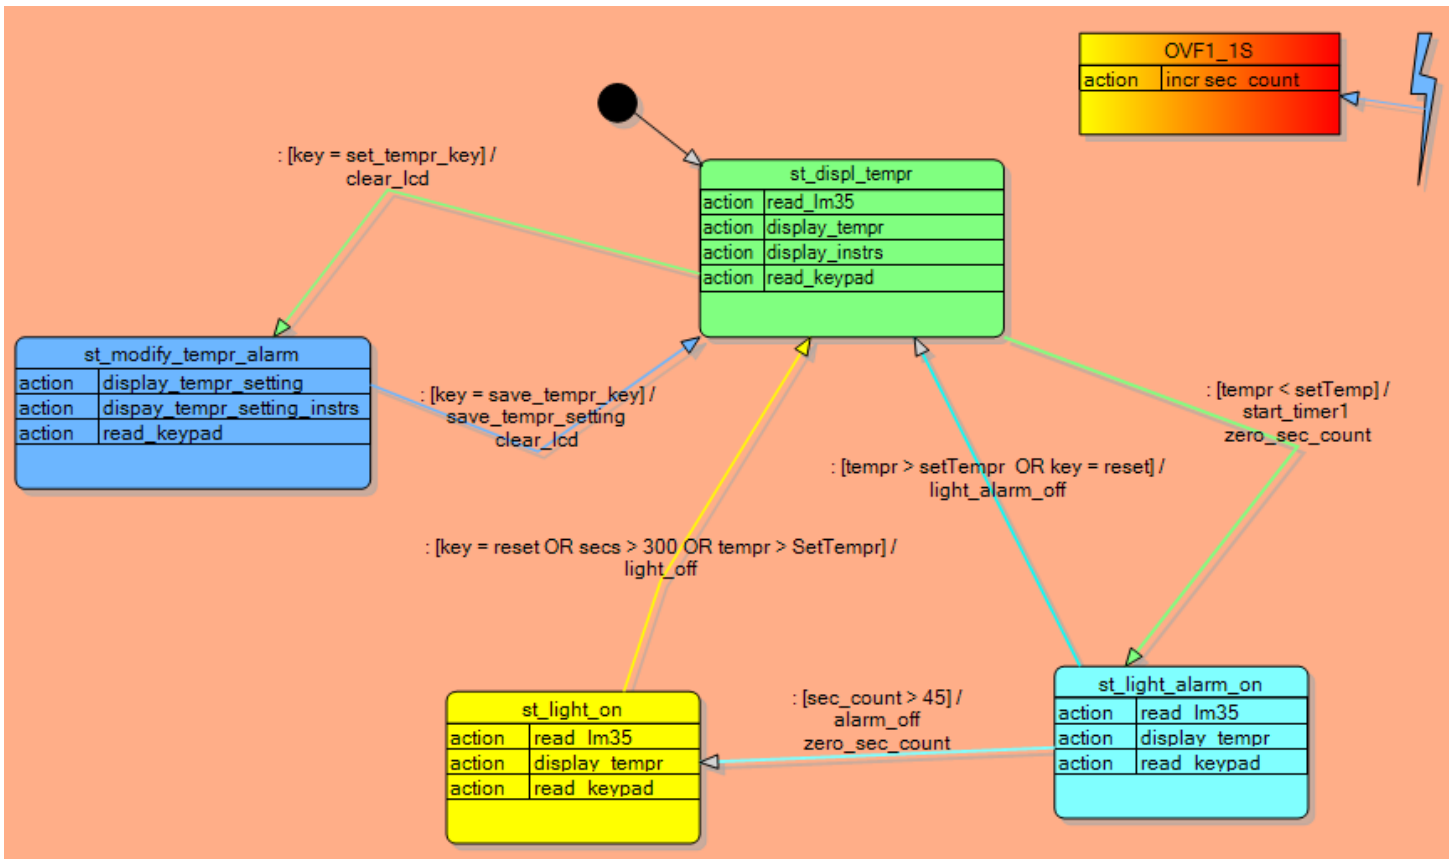 OVF1_1S
action incr sec_count
: [key = set_tempr_key] /
clear_lcd
st_displ_tempr
action read_lm35
action display_tempr
action display_instrs
action read_keypad
st_modify_tempr_alarm
action display_tempr_setting
action dispay_tempr_setting_instrs
action read_keypad
: [key = save_tempr_key] /
save_tempr_setting
clear_lcd
: [tempr < setTemp] /
start_timer1
zero_sec_count
: [tempr > setTempr OR key = reset] /
light_alarm_off
: [key = reset OR secs > 300 OR tempr > SetTempr] /
light_off
st_light_on
action read_lm35
action display_tempr
action read_keypad
: [sec_count > 45] /
alarm_off
zero_sec_count
st_light_alarm_on
action read_lm35
action display_tempr
action read_keypad